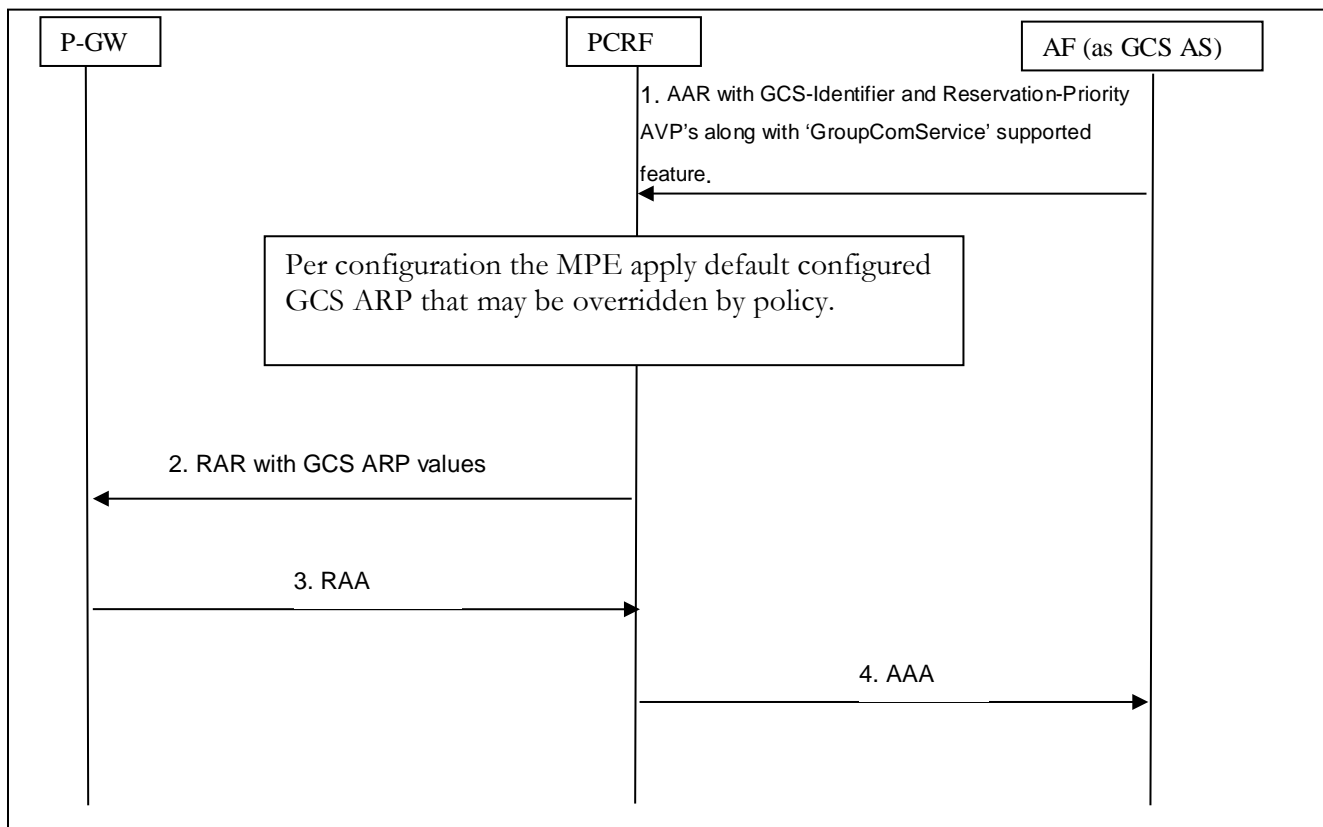 P-GW
PCRF
AF (as GCS AS)
1. AAR with GCS-Identifier and Reservation-Priority
AVP's along with ‘GroupComService’ supported
feature.
Per configuration the MPE apply default configured
GCS ARP that may be overridden by policy.
2. RAR with GCS ARP values
3. RAA
4. AAA